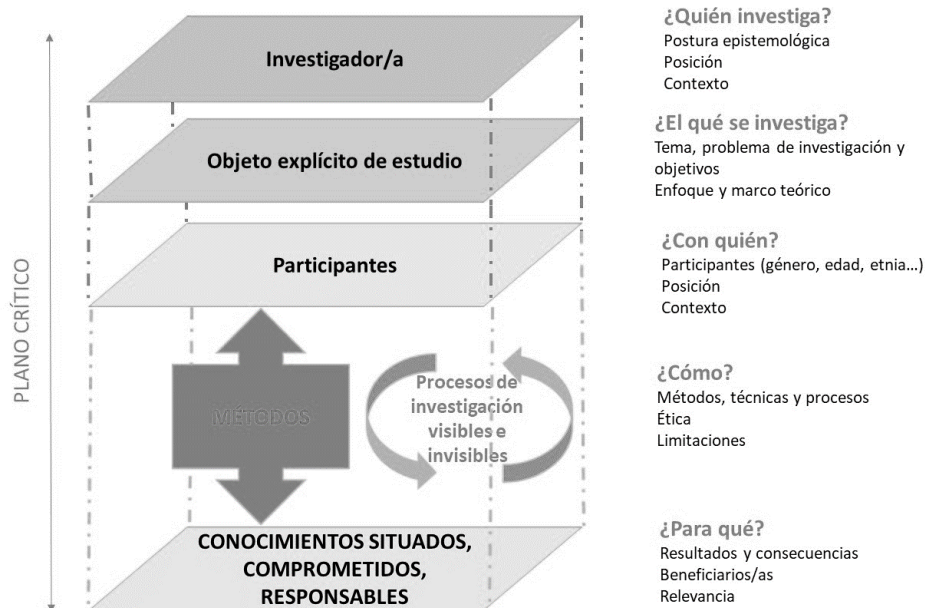 PLANO CRÍTICO
Investigador/a
¿Quién investiga?
Postura epistemológica
Posición
Contexto
Objeto explícito de estudio
¿El qué se investiga?
Tema, problema de investigación y
objetivos
Enfoque y marco teórico
Participantes
¿Con quién?
Participantes (género, edad, etnia...)
Posición
Contexto
MÉTODOS
Procesos de
investigación
visibles e
invisibles
¿Cómo?
Métodos, técnicas y procesos
Ética
Limitaciones
CONOCIMIENTOS SITUADOS,
COMPROMETIDOS,
RESPONSABLES
¿Para qué?
Resultados y consecuencias
Beneficiarios/as
Relevancia